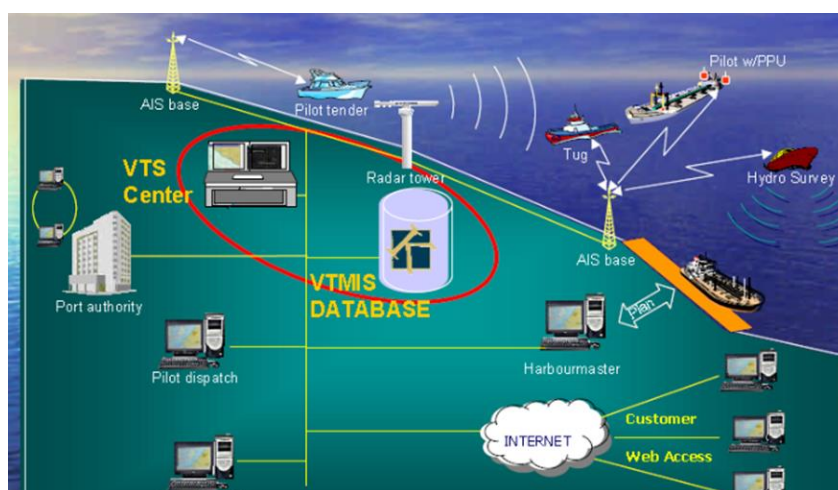 Pilot w/PPU
AIS base
Pilot tender
Tug
VTS
Center
Radar tower
Hydro Survey
AIS base
Port authority
VTMIS
DATABASE
Plan
Pilot dispatch
Harbourmaster
INTERNET
Customer
Web Access